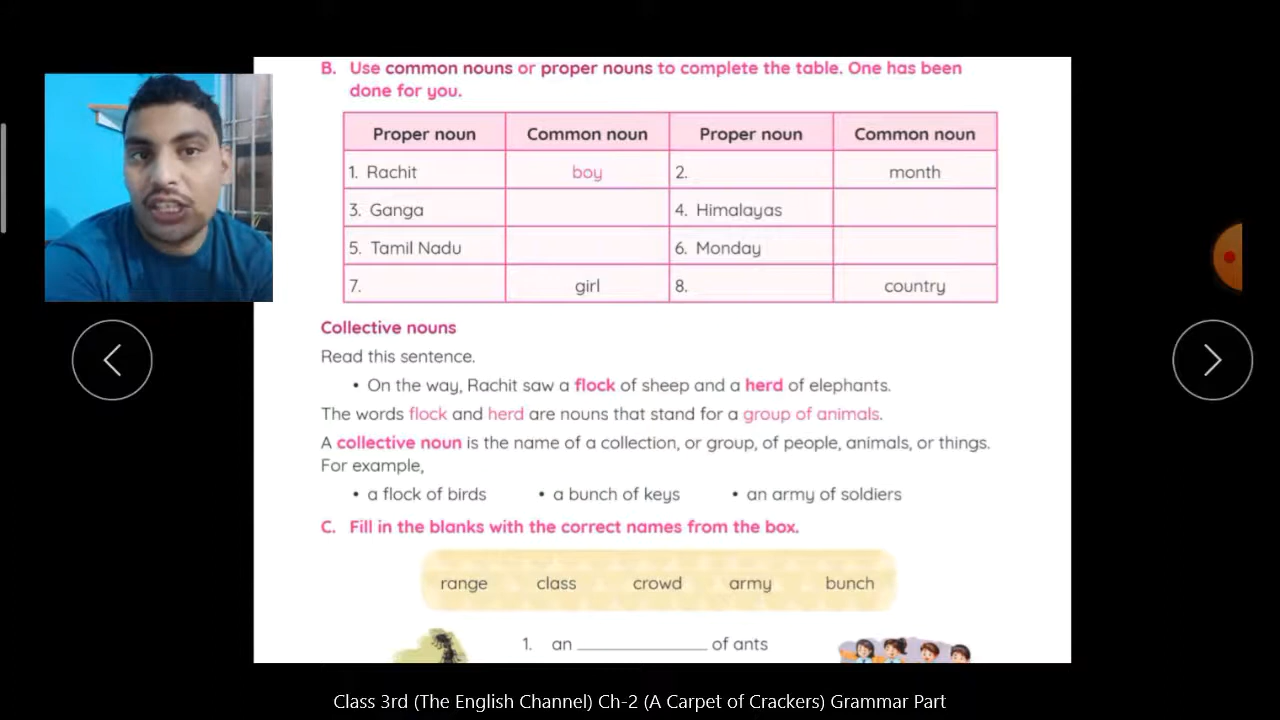 B. Use common nouns or proper nouns to complete the table. One has been
done for you.
Proper noun Common noun Proper noun Common noun
1. Rachit boy 2. month
3. Ganga 4. Himalayas
5. Tamil Nadu 6. Monday
7. girl 8. country
Collective nouns
Read this sentence.
• On the way, Rachit saw a flock of sheep and a herd of elephants.
The words flock and herd are nouns that stand for a group of animals.
A collective noun is the name of a collection, or group, of people, animals, or things.
For example,
• a flock of birds • a bunch of keys • an army of soldiers
C. Fill in the blanks with the correct names from the box.
range class crowd army bunch
1. an ____________ of ants
Class 3rd (The English Channel) Ch-2 (A Carpet of Crackers) Grammar Part